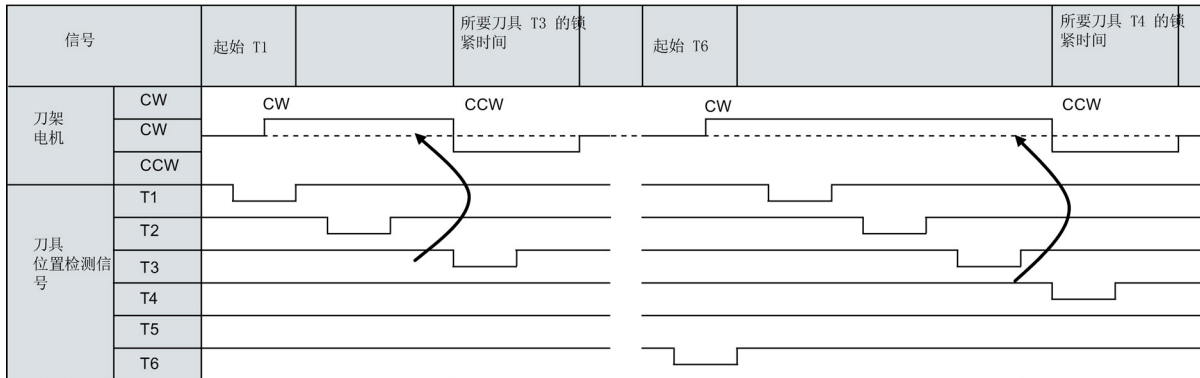 信号
起始 T1
所要刀具 T3 的锁
紧时间
起始 T6
所要刀具 T4 的锁
紧时间
刀架
电机
CW
CW
CCW
CW
CCW
CW
CCW
刀具
位置检测信
号
T1
T2
T3
T4
T5
T6